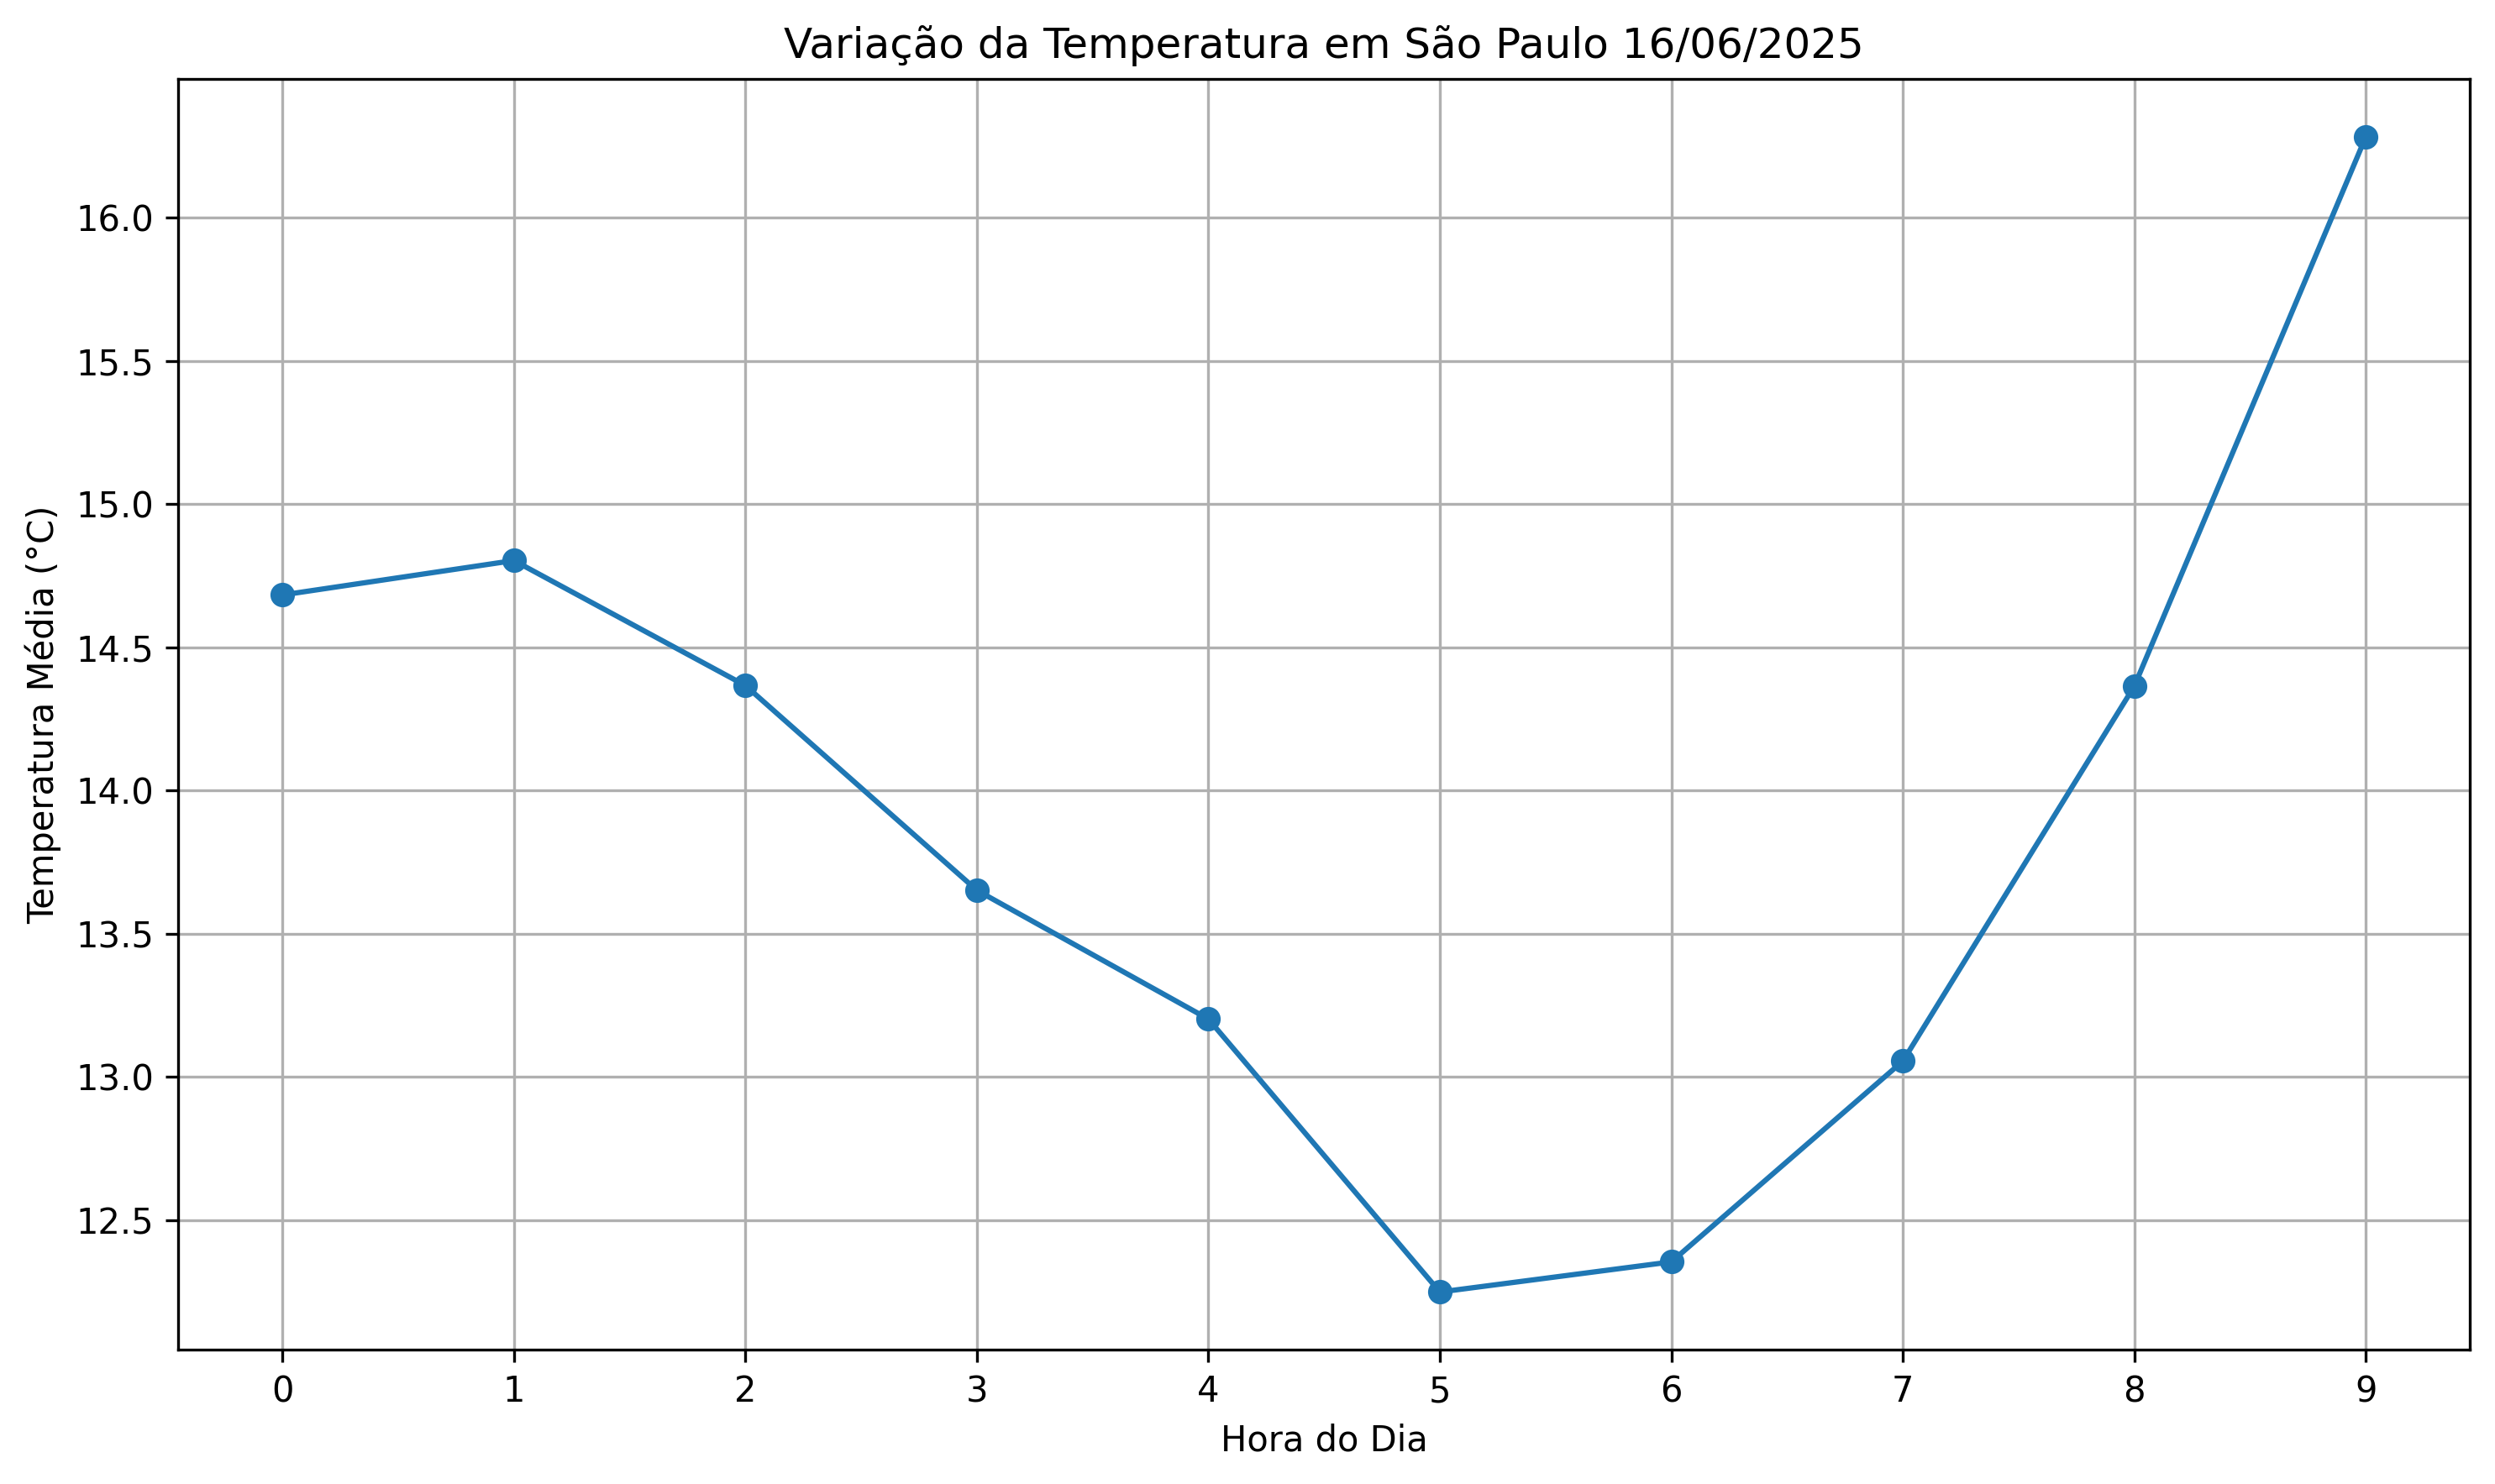 Variação da Temperatura em São Paulo 16/06/2025
Temperatura Média (°C)
16.0
15.5
15.0
14.5
14.0
13.5
13.0
12.5
0 1 2 3 4 5 6 7 8 9
Hora do Dia